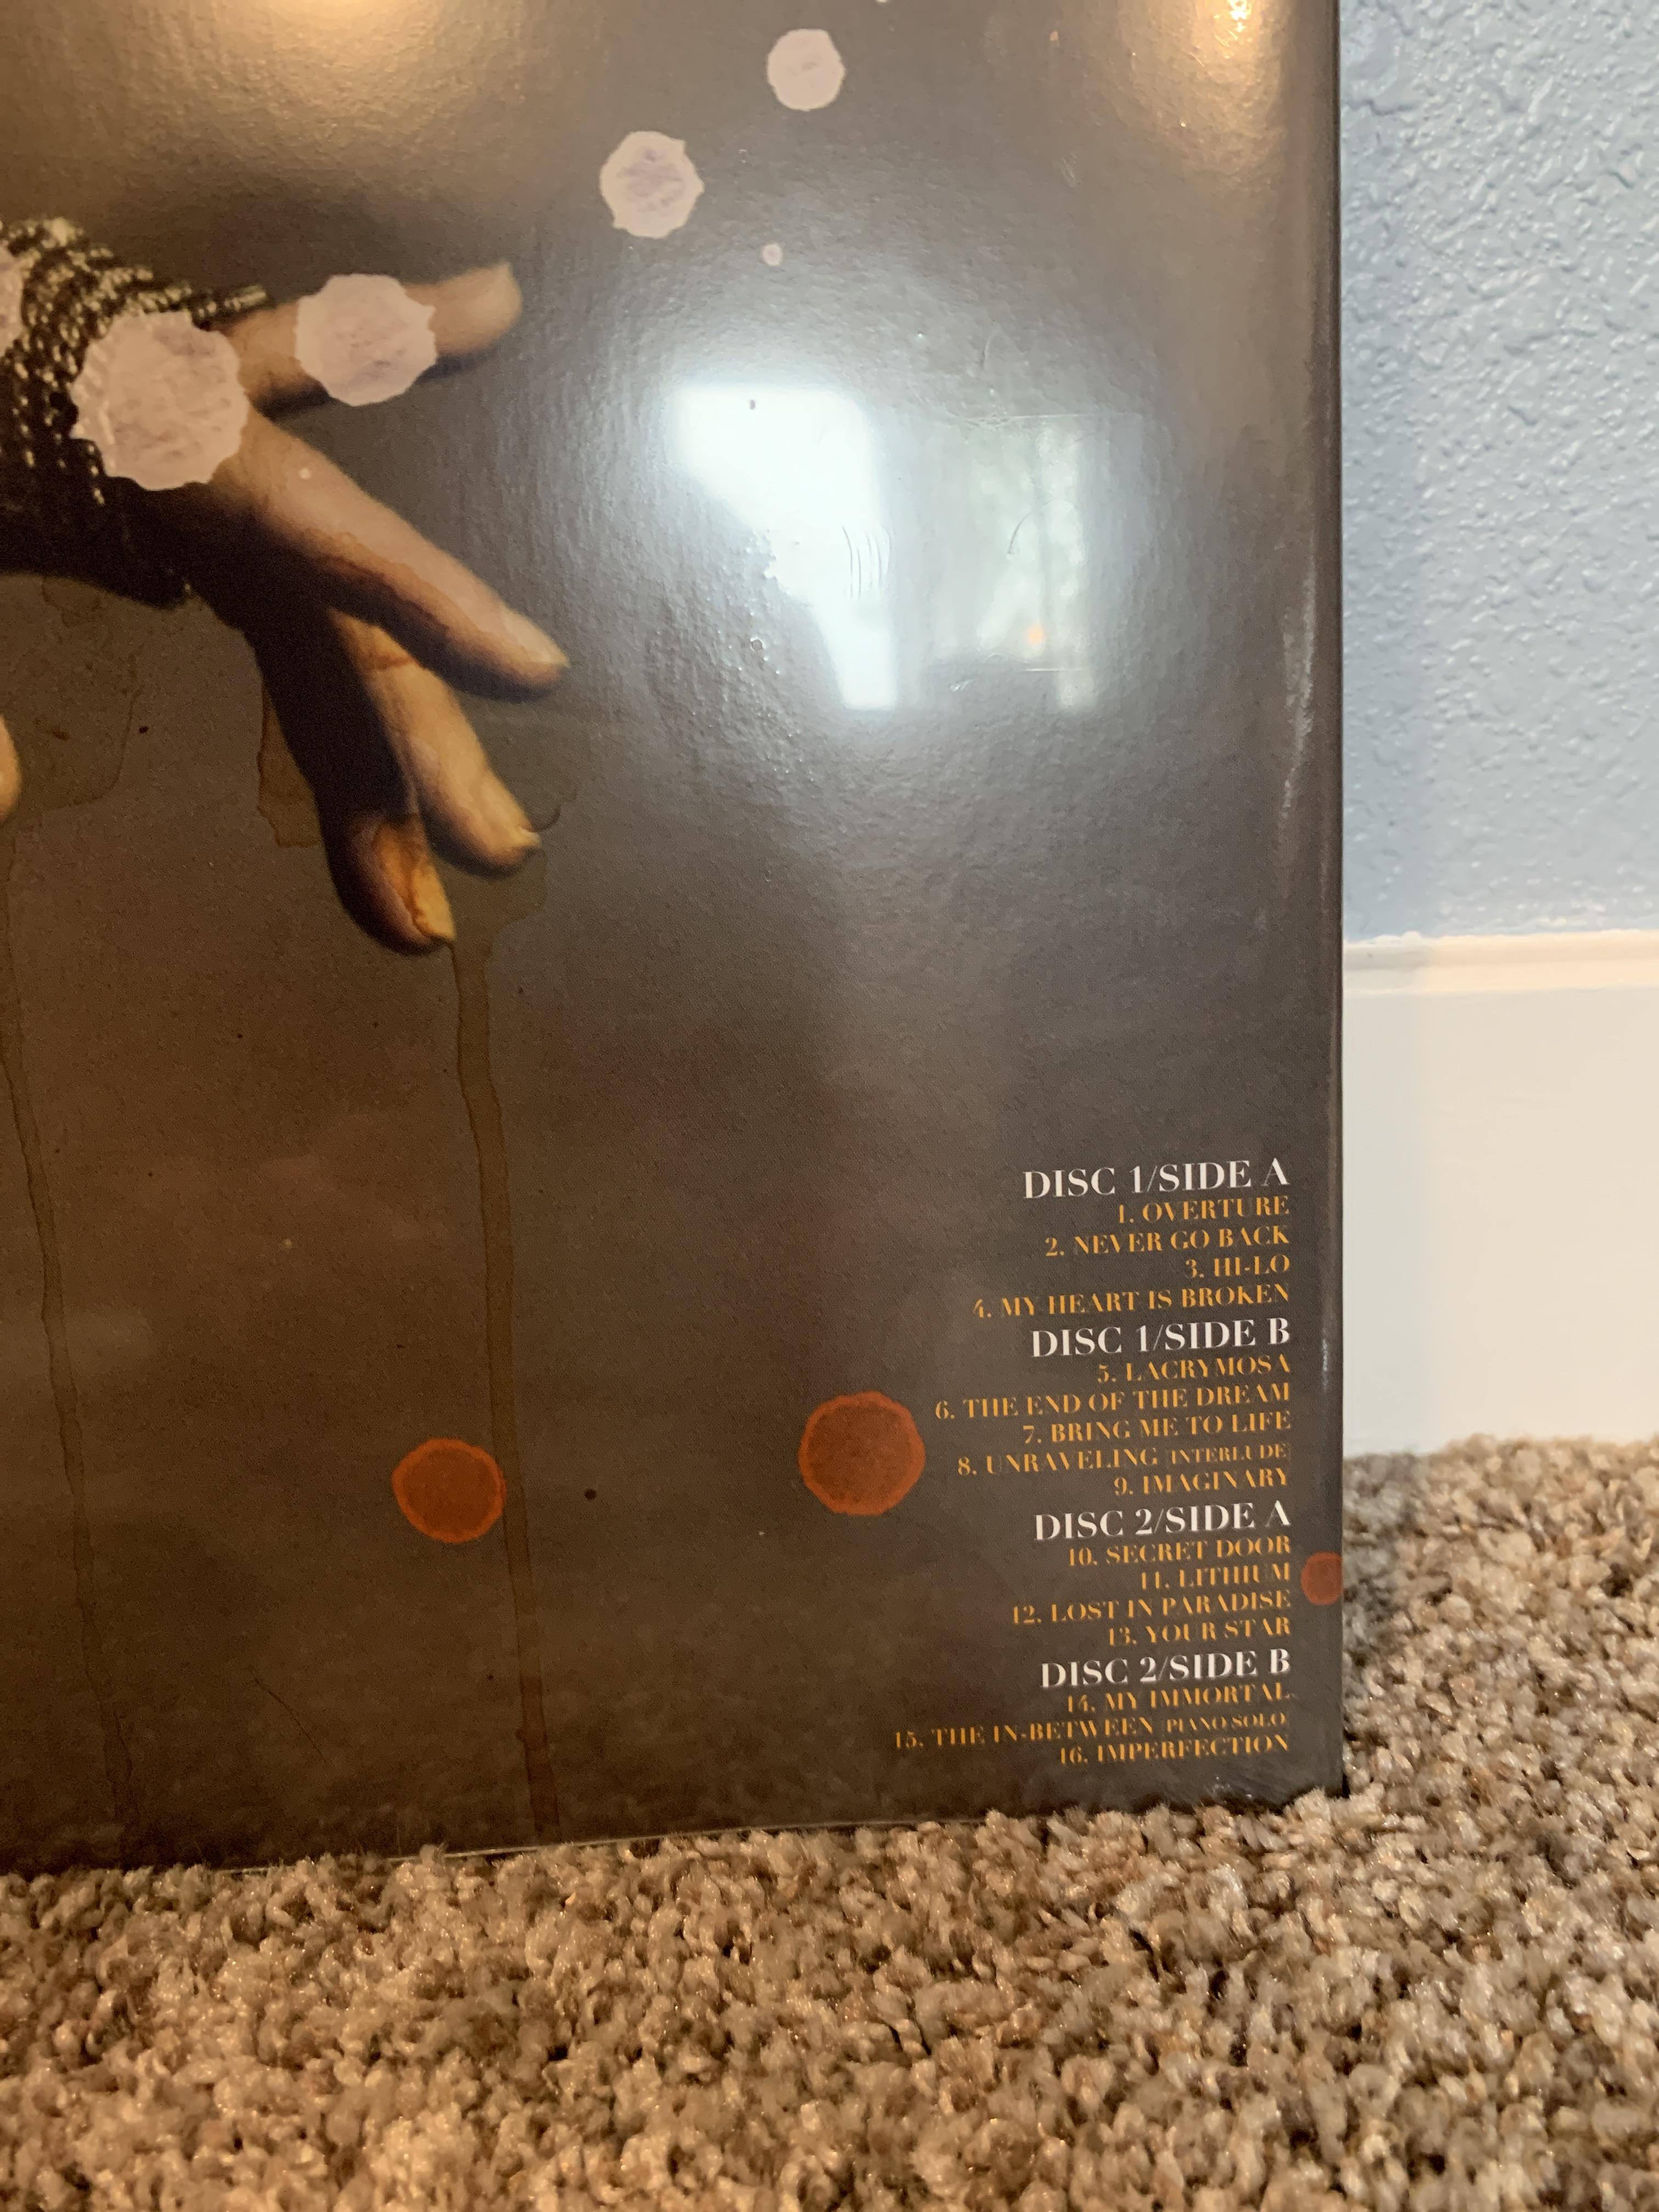 DISC 1/SIDE A
1. OVERTURE
2. NEVER GO BACK
3. HI-LO
4. MY HEART IS BROKEN
DISC 1/SIDE B
5. LACRYMOSA
6. THE END OF THE DREAM
7. BRING ME TO LIFE
8. UNRAVELING [INTERLUDE]
9. IMAGINARY
DISC 2/SIDE A
10. SECRET DOOR
11. LITHIUM
12. LOST IN PARADISE
13. YOUR STAR
DISC 2/SIDE B
14. MY IMMORTAL
15. THE IN-BETWEEN [PIANO SOLO]
16. IMPERFECTION